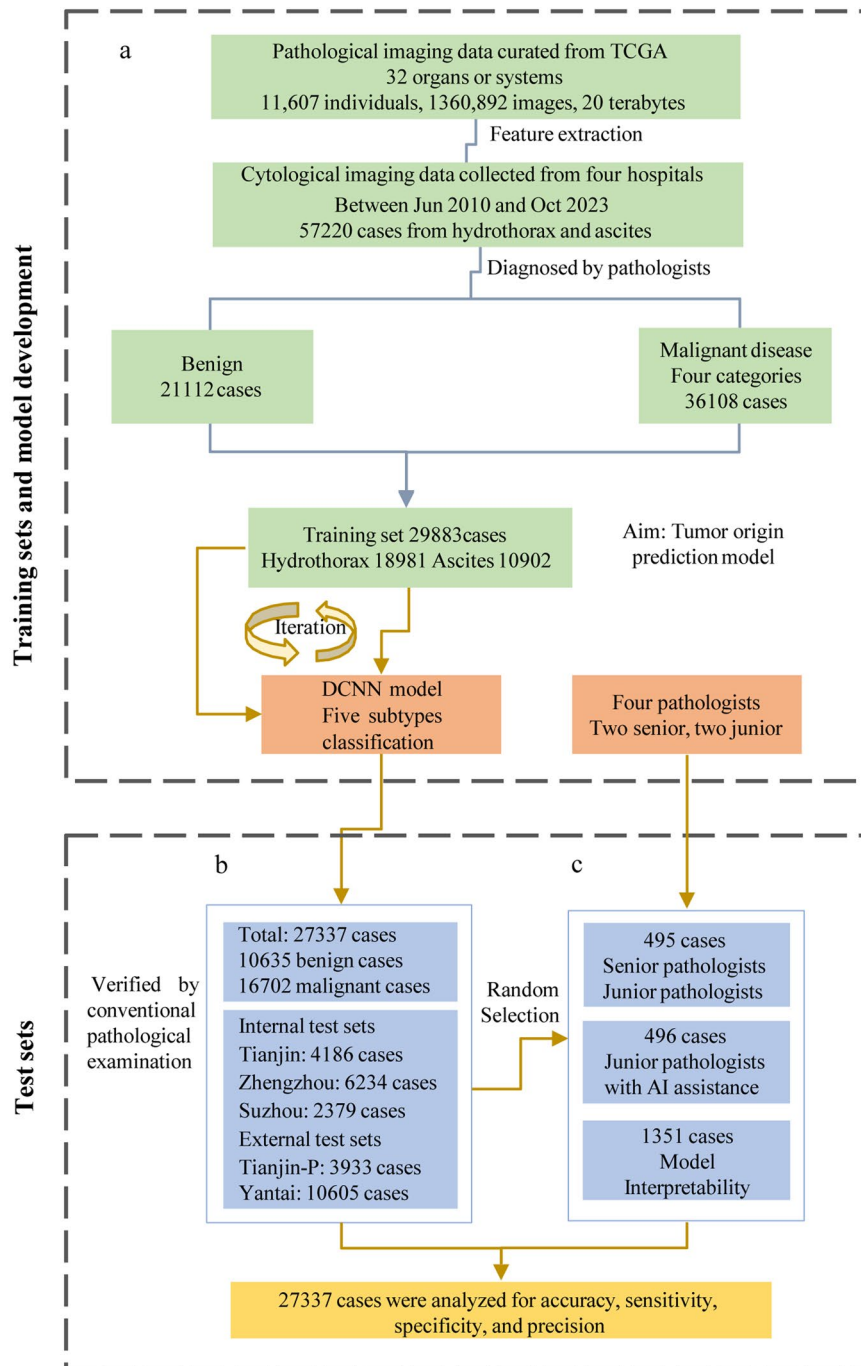 a
Pathological imaging data curated from TCGA
32 organs or systems
11,607 individuals, 1360,892 images, 20 terabytes
Feature extraction
Cytological imaging data collected from four hospitals
Between Jun 2010 and Oct 2023
57220 cases from hydrothorax and ascites
Diagnosed by pathologists
Benign
21112 cases
Malignant disease
Four categories
36108 cases
Training set 29883cases
Hydrothorax 18981 Ascites 10902
Aim: Tumor origin
prediction model
Iteration
DCNN model
Five subtypes
classification
Four pathologists
Two senior, two junior
Training sets and model development
b
Total: 27337 cases
10635 benign cases
16702 malignant cases
Verified by
conventional
pathological
examination
Internal test sets
Tianjin: 4186 cases
Zhengzhou: 6234 cases
Suzhou: 2379 cases
External test sets
Tianjin-P: 3933 cases
Yantai: 10605 cases
Random
Selection
c
495 cases
Senior pathologists
Junior pathologists
496 cases
Junior pathologists
with AI assistance
1351 cases
Model
Interpretability
27337 cases were analyzed for accuracy, sensitivity,
specificity, and precision
Test sets